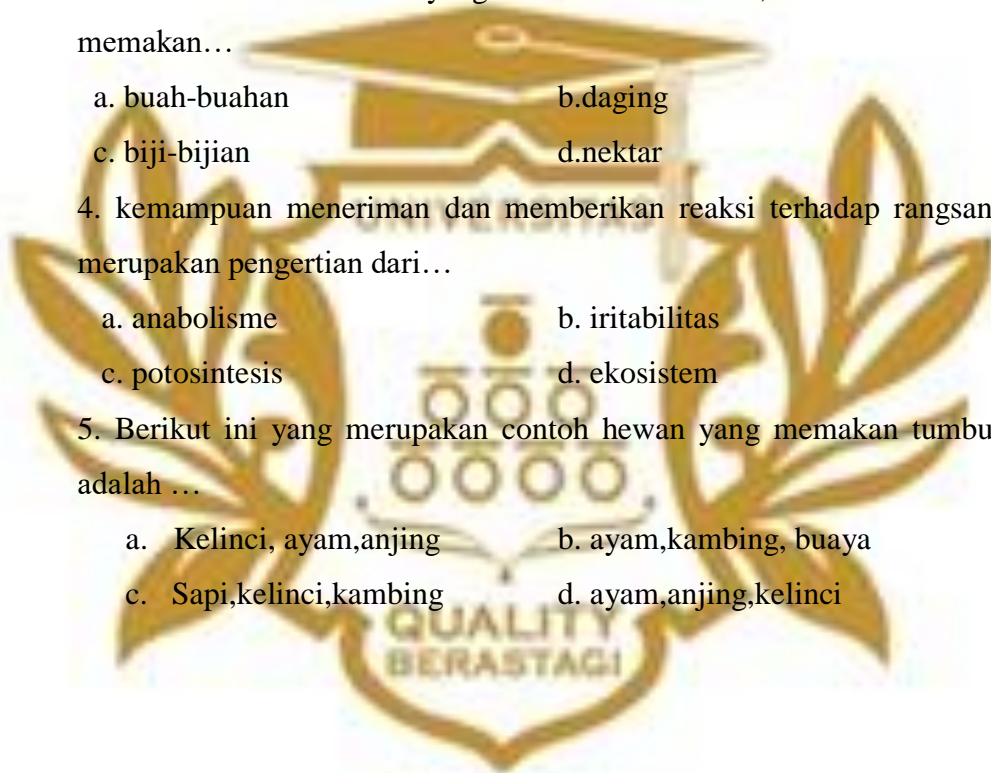 memakan…
a. buah-buahan b.daging
c. biji-bijian d.nektar
UNIVERSITAS
4. kemampuan meneriman dan memberikan reaksi terhadap rangsan
merupakan pengertian dari…
a. anabolisme b. iritabilitas
c. potosintesis d. ekosistem
5. Berikut ini yang merupakan contoh hewan yang memakan tumbu
adalah …
a. Kelinci, ayam,anjing b. ayam,kambing, buaya
c. Sapi,kelinci,kambing d. ayam,anjing,kelinci
QUALITY
BERASTAGI